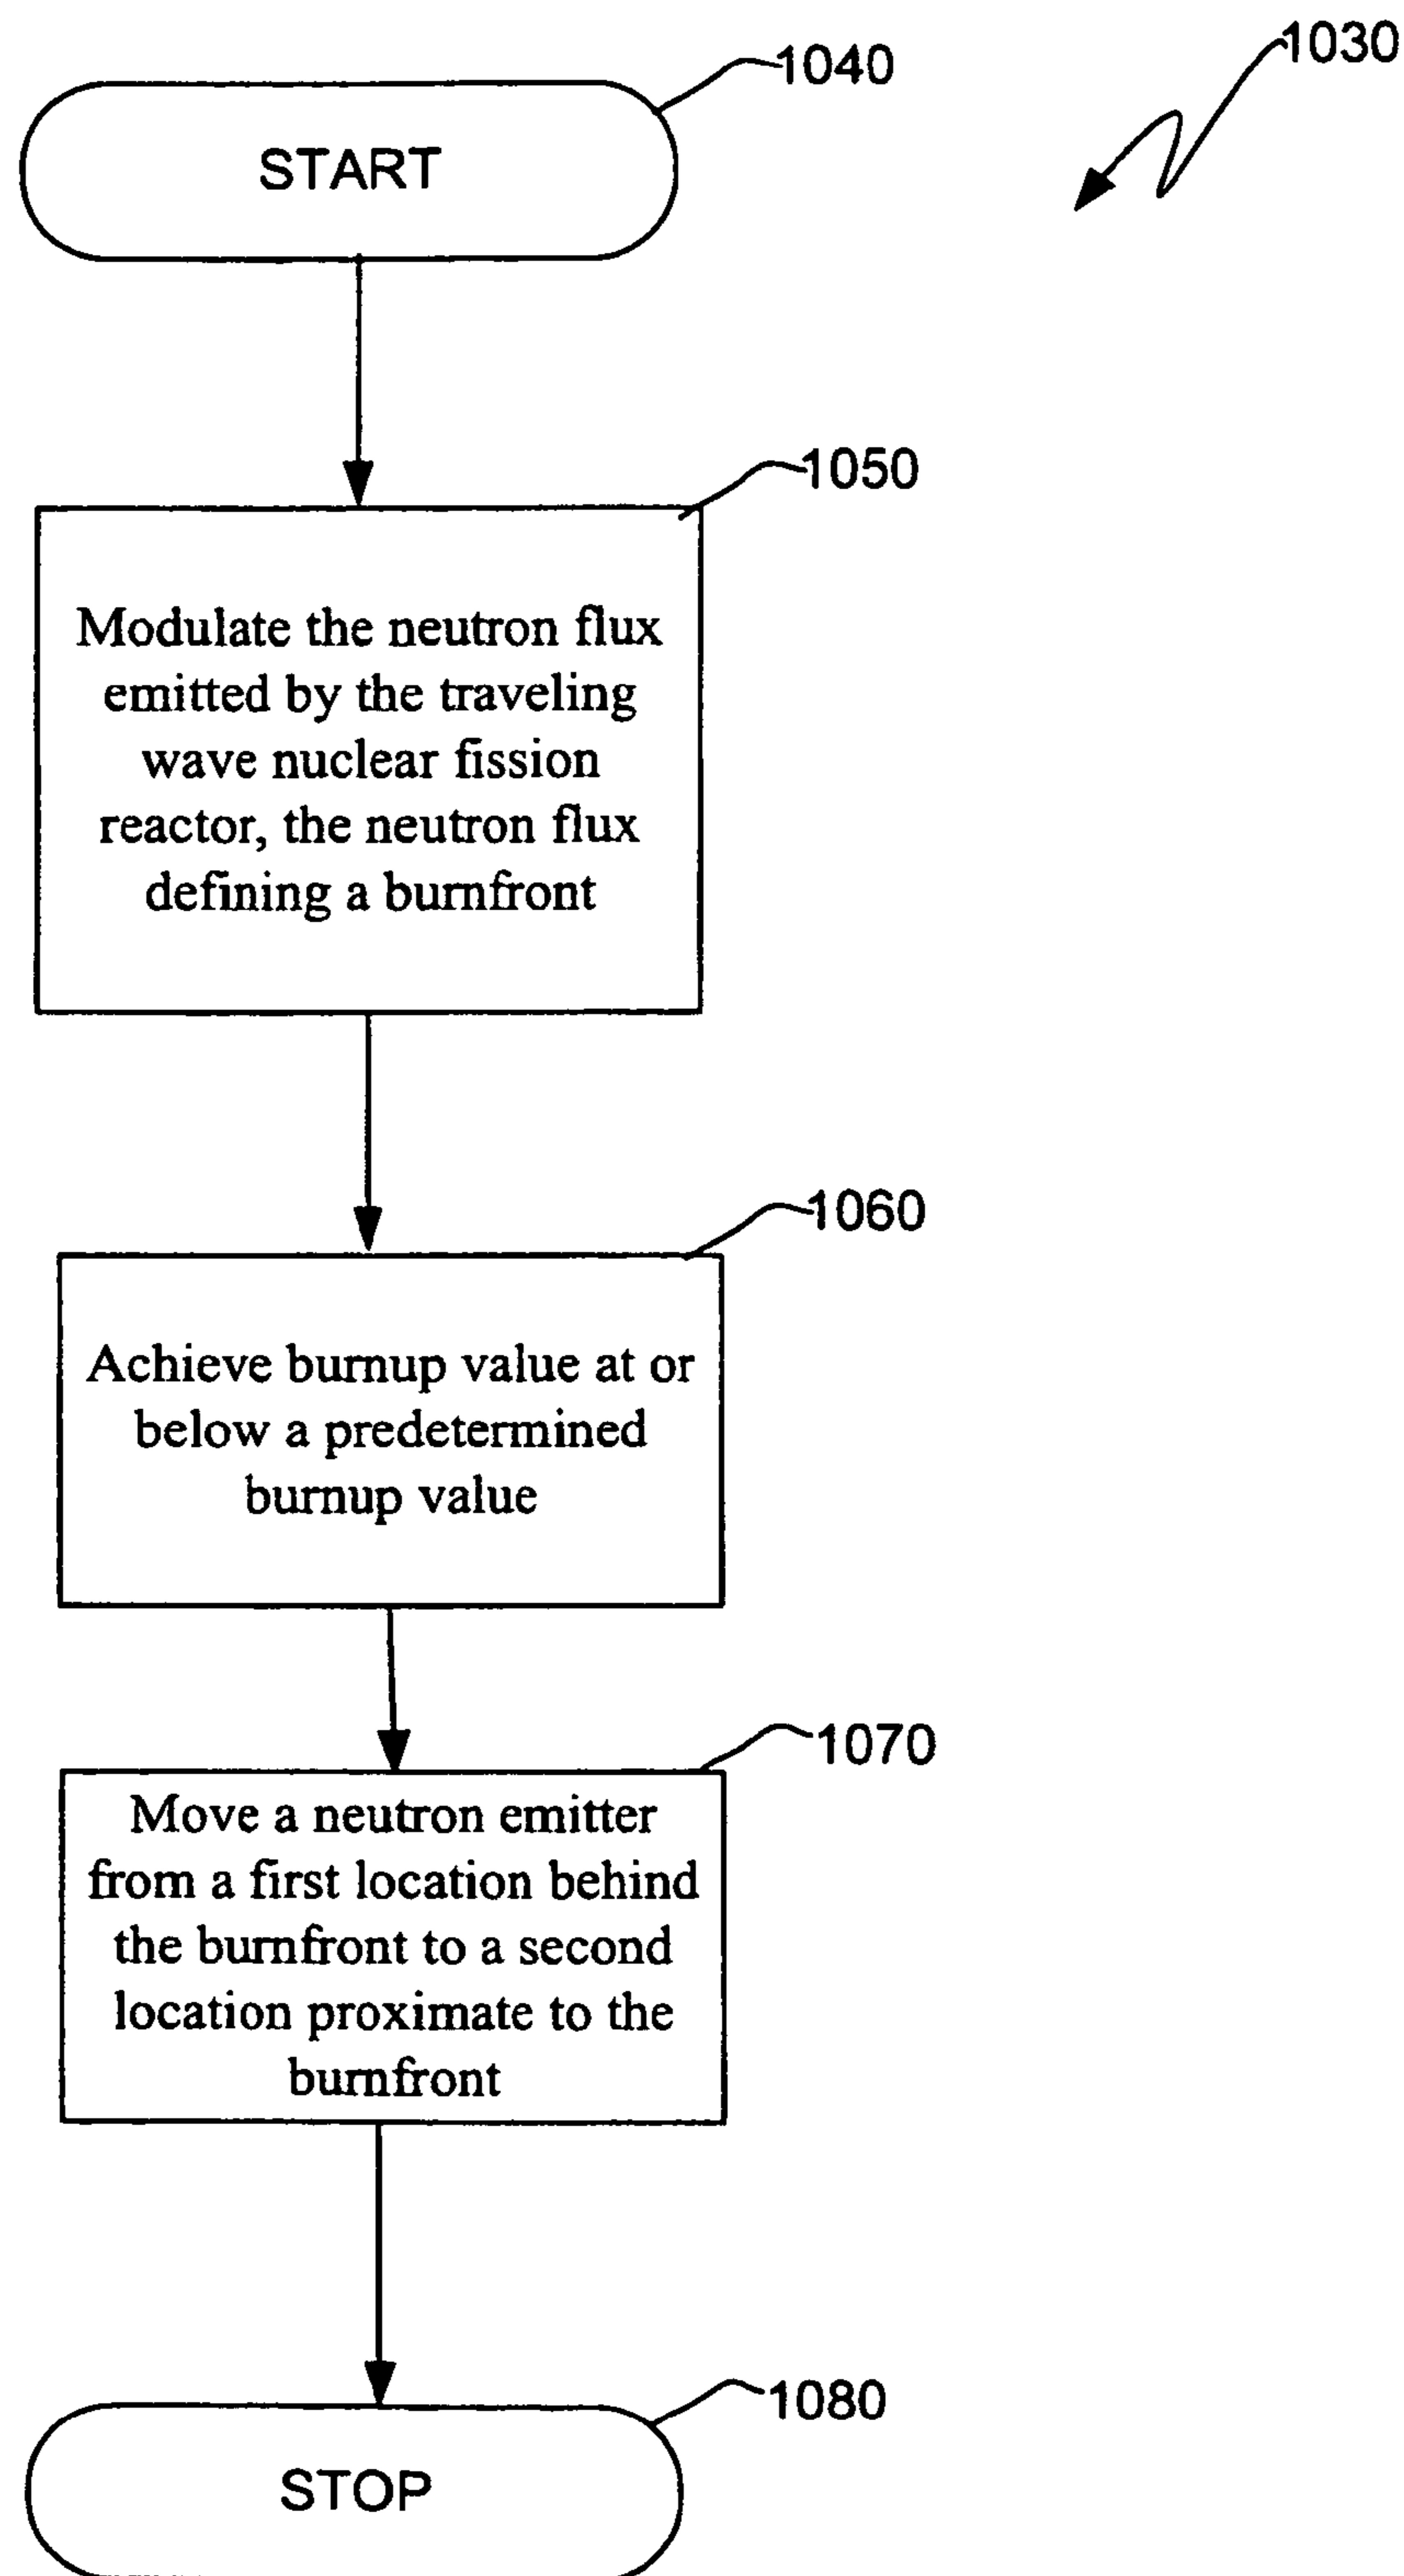 1030
1040
START
1050
Modulate the neutron flux
emitted by the traveling
wave nuclear fission
reactor, the neutron flux
defining a burnfront
1060
Achieve burnup value at or
below a predetermined
burnup value
1070
Move a neutron emitter
from a first location behind
the burnfront to a second
location proximate to the
burnfront
1080
STOP